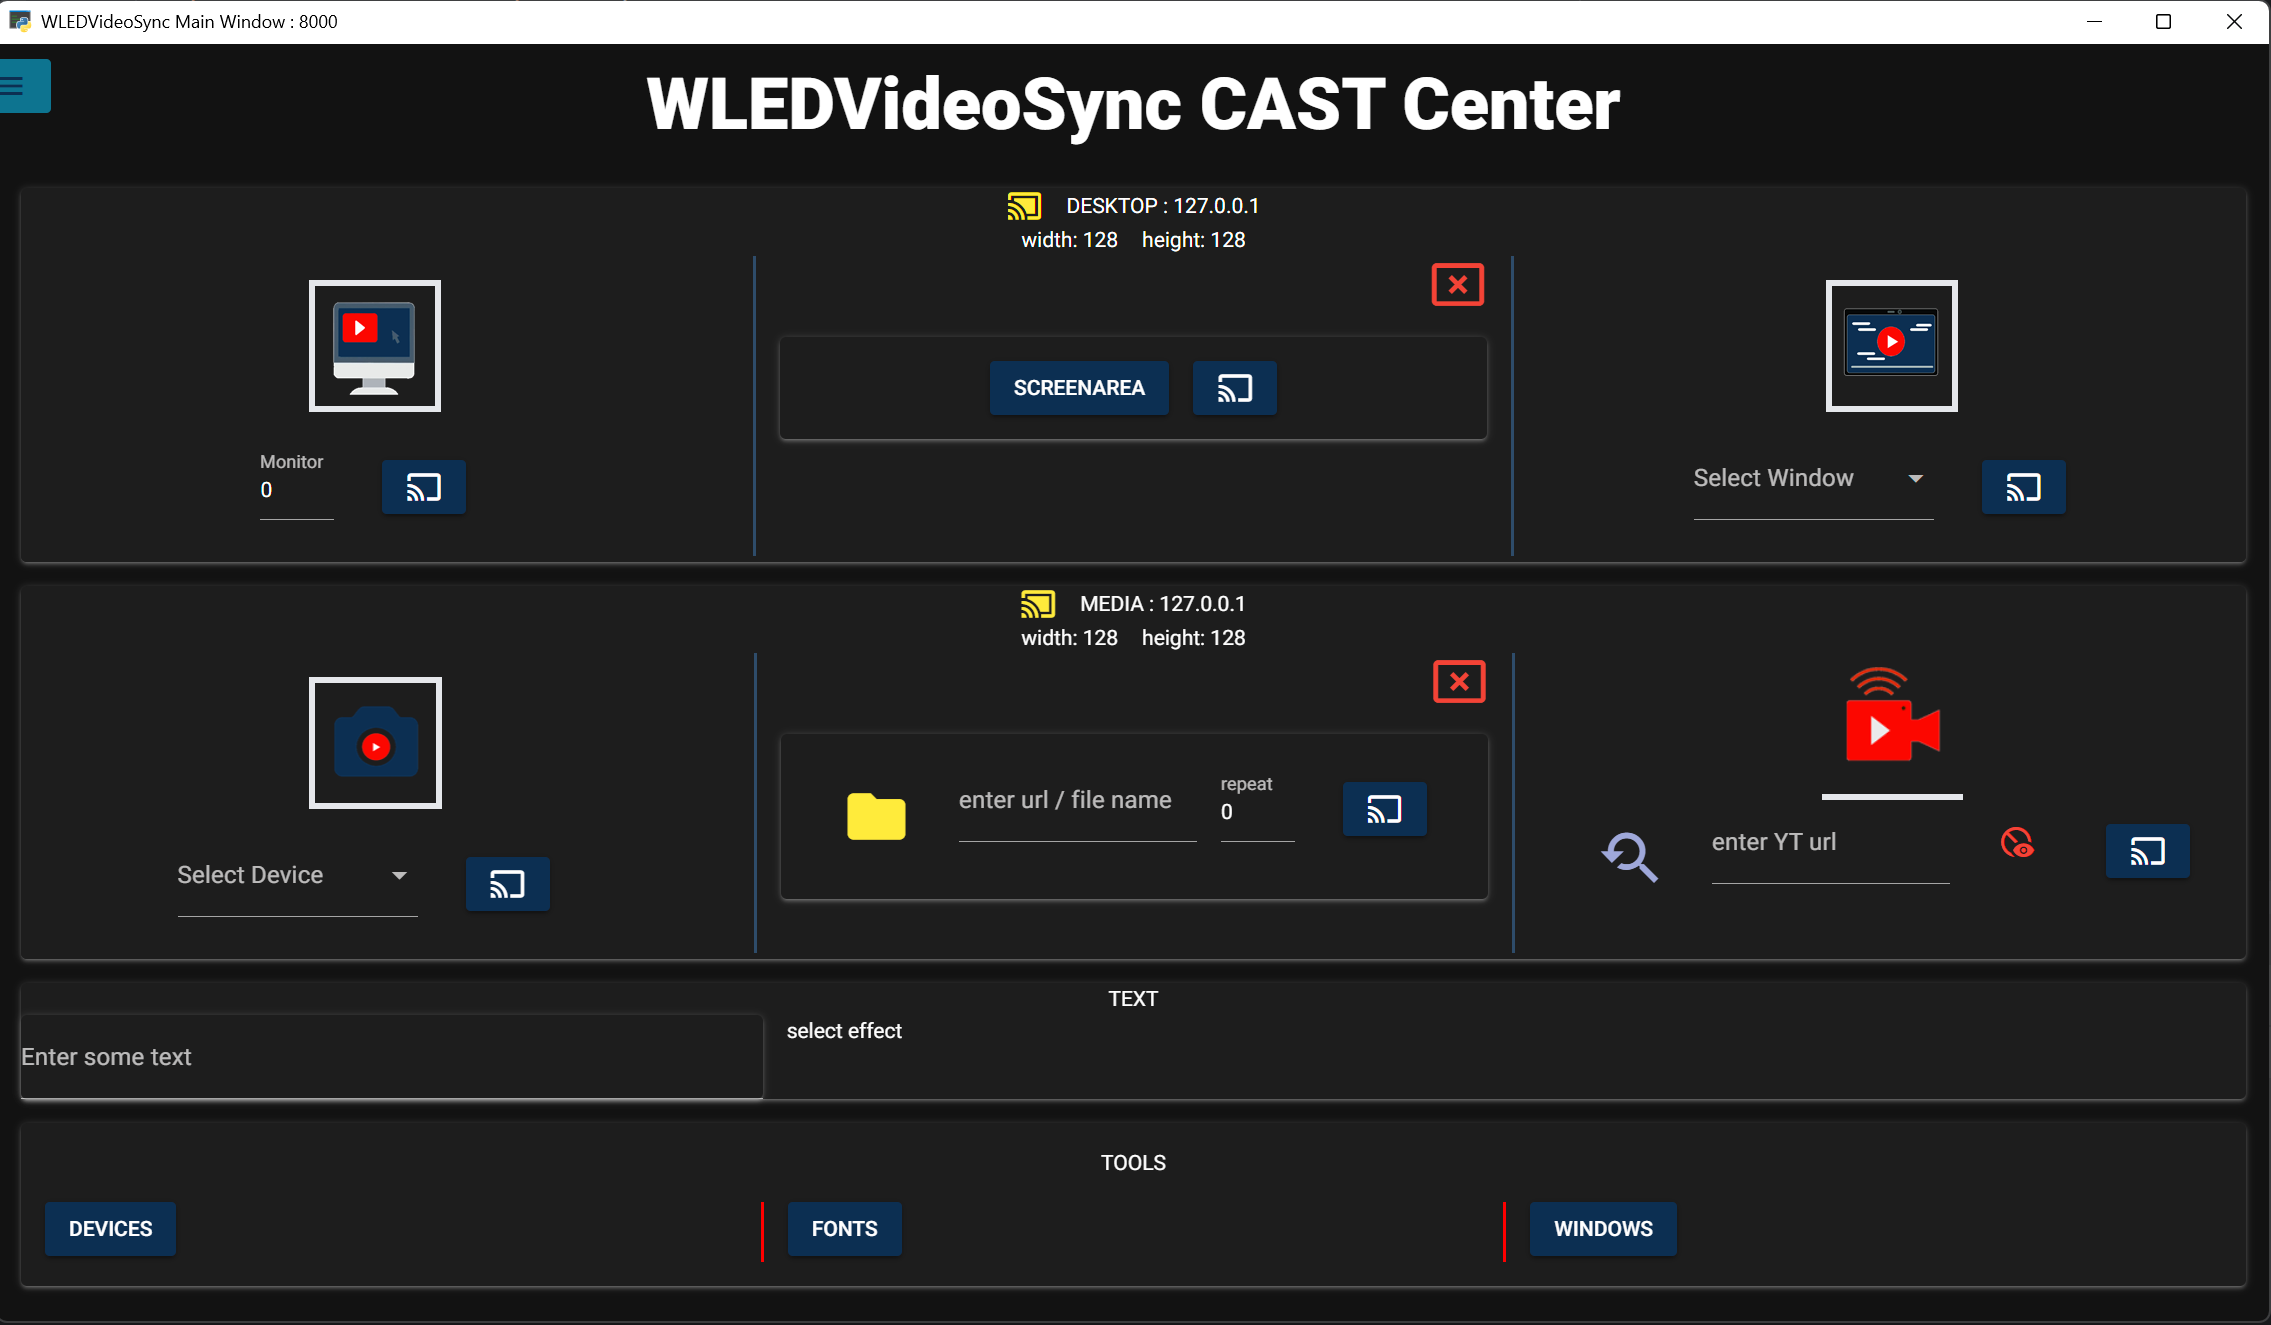 WLEDVideoSync Main Window : 8000
WLEDVideoSync CAST Center
DESKTOP : 127.0.0.1
width: 128 height: 128
SCREENAREA
Monitor
0
Select Window
MEDIA : 127.0.0.1
width: 128 height: 128
enter url / file name
repeat
0
enter YT url
Select Device
TEXT
select effect
Enter some text
TOOLS
DEVICES
FONTS
WINDOWS